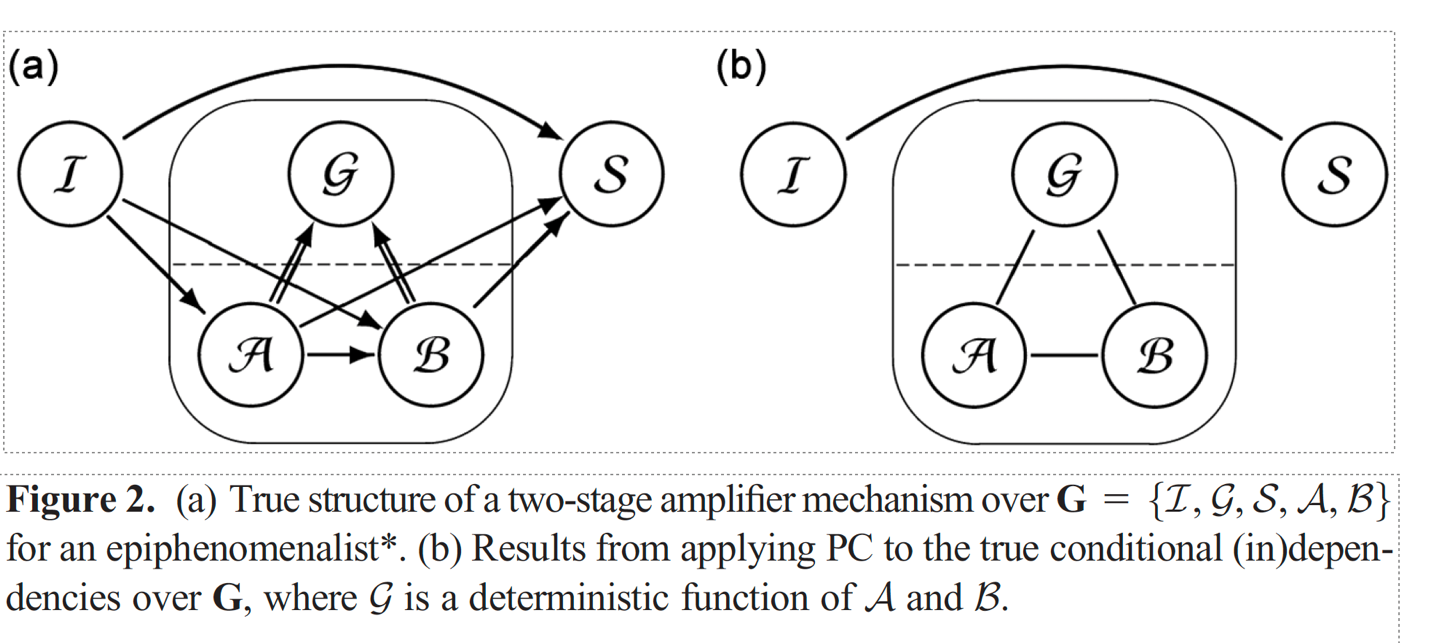 (a)
(b)
ℐ
𝒢
𝒮
ℐ
𝒢
𝒮
𝒜
ℬ
𝒜
ℬ
Figure 2. (a) True structure of a two-stage amplifier mechanism over G = {ℐ, 𝒢, 𝒮, 𝒜, ℬ}
for an epiphenomenalist*. (b) Results from applying PC to the true conditional (in)depen-
dencies over G, where 𝒢 is a deterministic function of 𝒜 and ℬ.